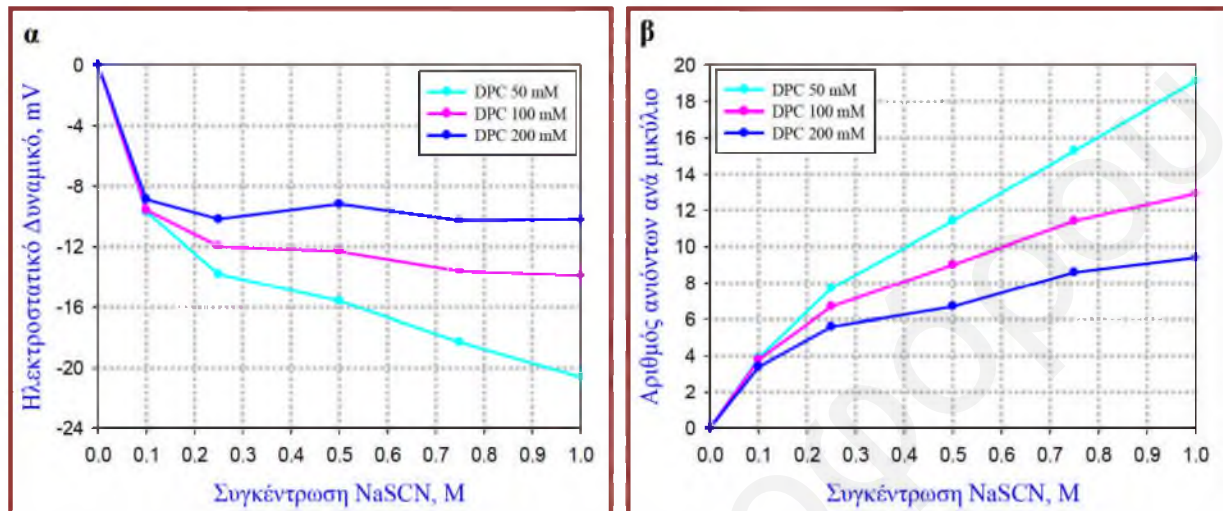 α
Ηλεκτροστατικό Δυναμικό, mV
0
-4
-8
-12
-16
-20
-24
DPC 50 mM
DPC 100 mM
DPC 200 mM
0.0 0.1 0.2 0.3 0.4 0.5 0.6 0.7 0.8 0.9 1.0
Συγκέντρωση NaSCN, M
β
Αριθμός ανιόντων ανά μικύλιο
20
18
16
14
12
10
8
6
4
2
0
DPC 50 mM
DPC 100 mM
DPC 200 mM
0.0 0.1 0.2 0.3 0.4 0.5 0.6 0.7 0.8 0.9 1.0
Συγκέντρωση NaSCN, M